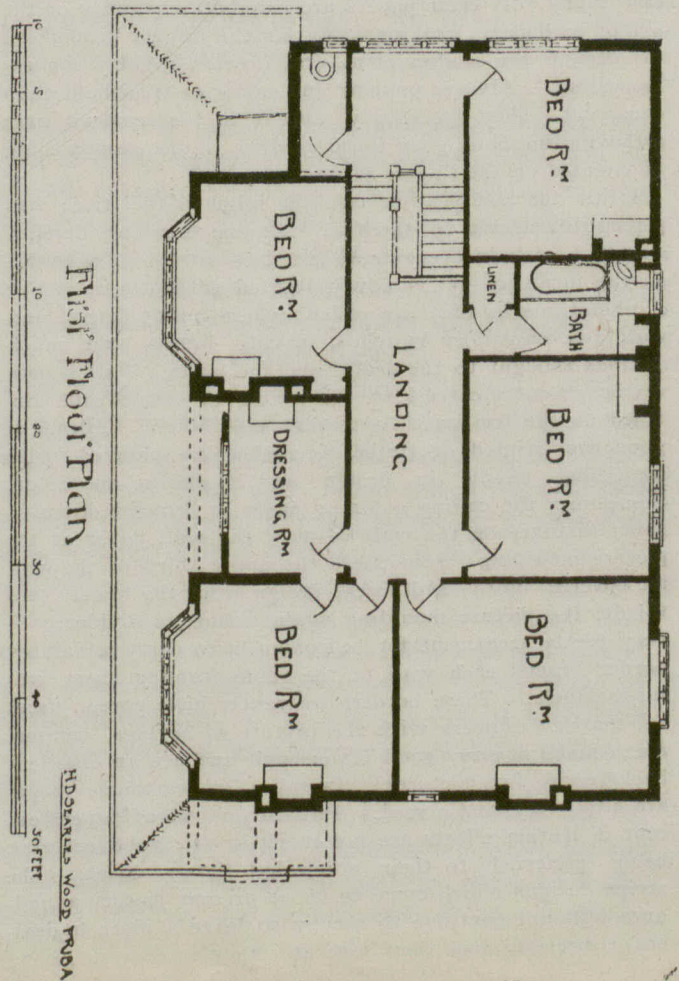 BED RM
BED RM
LINEN
BATH
LANDING
BED RM
DRESSING RM
BED RM
BED RM
First Floor Plan
10
5
10
20
30
40
50 FEET
H.D. SEARLES WOOD FRIBA